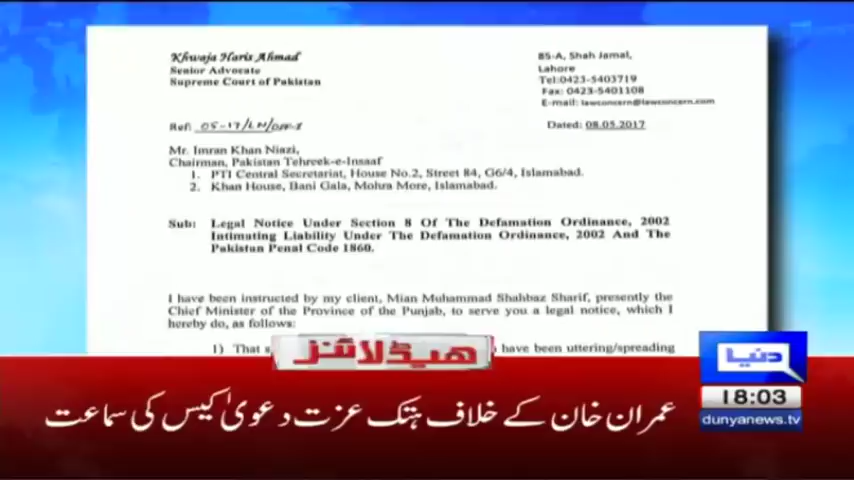 Khwaja Haris Ahmad
Senior Advocate
Supreme Court of Pakistan
85-A, Shah Jamal,
Lahore
Tel:0423-5403719
Fax: 0423-5401108
E-mail: lawconcern@lawconcern.com
Ref: 05-17/LN/OFF-1
Dated: 08.05.2017
Mr. Imran Khan Niazi,
Chairman, Pakistan Tehreek-e-Insaaf
1. PTI Central Secretariat, House No.2, Street 84, G6/4, Islamabad.
2. Khan House, Bani Gala, Mohra More, Islamabad.
Sub: Legal Notice Under Section 8 Of The Defamation Ordinance, 2002
Intimating Liability Under The Defamation Ordinance, 2002 And The
Pakistan Penal Code 1860.
I have been instructed by my client, Mian Muhammad Shahbaz Sharif, presently the
Chief Minister of the Province of the Punjab, to serve you a legal notice, which I
hereby do, as follows:
1) That have been uttering/spreading
ہیڈلائنز
دنیا
18:03
dunyanews.tv
عمران خان کے خلاف ہتک عزت دعویٰ کیس کی سماعت